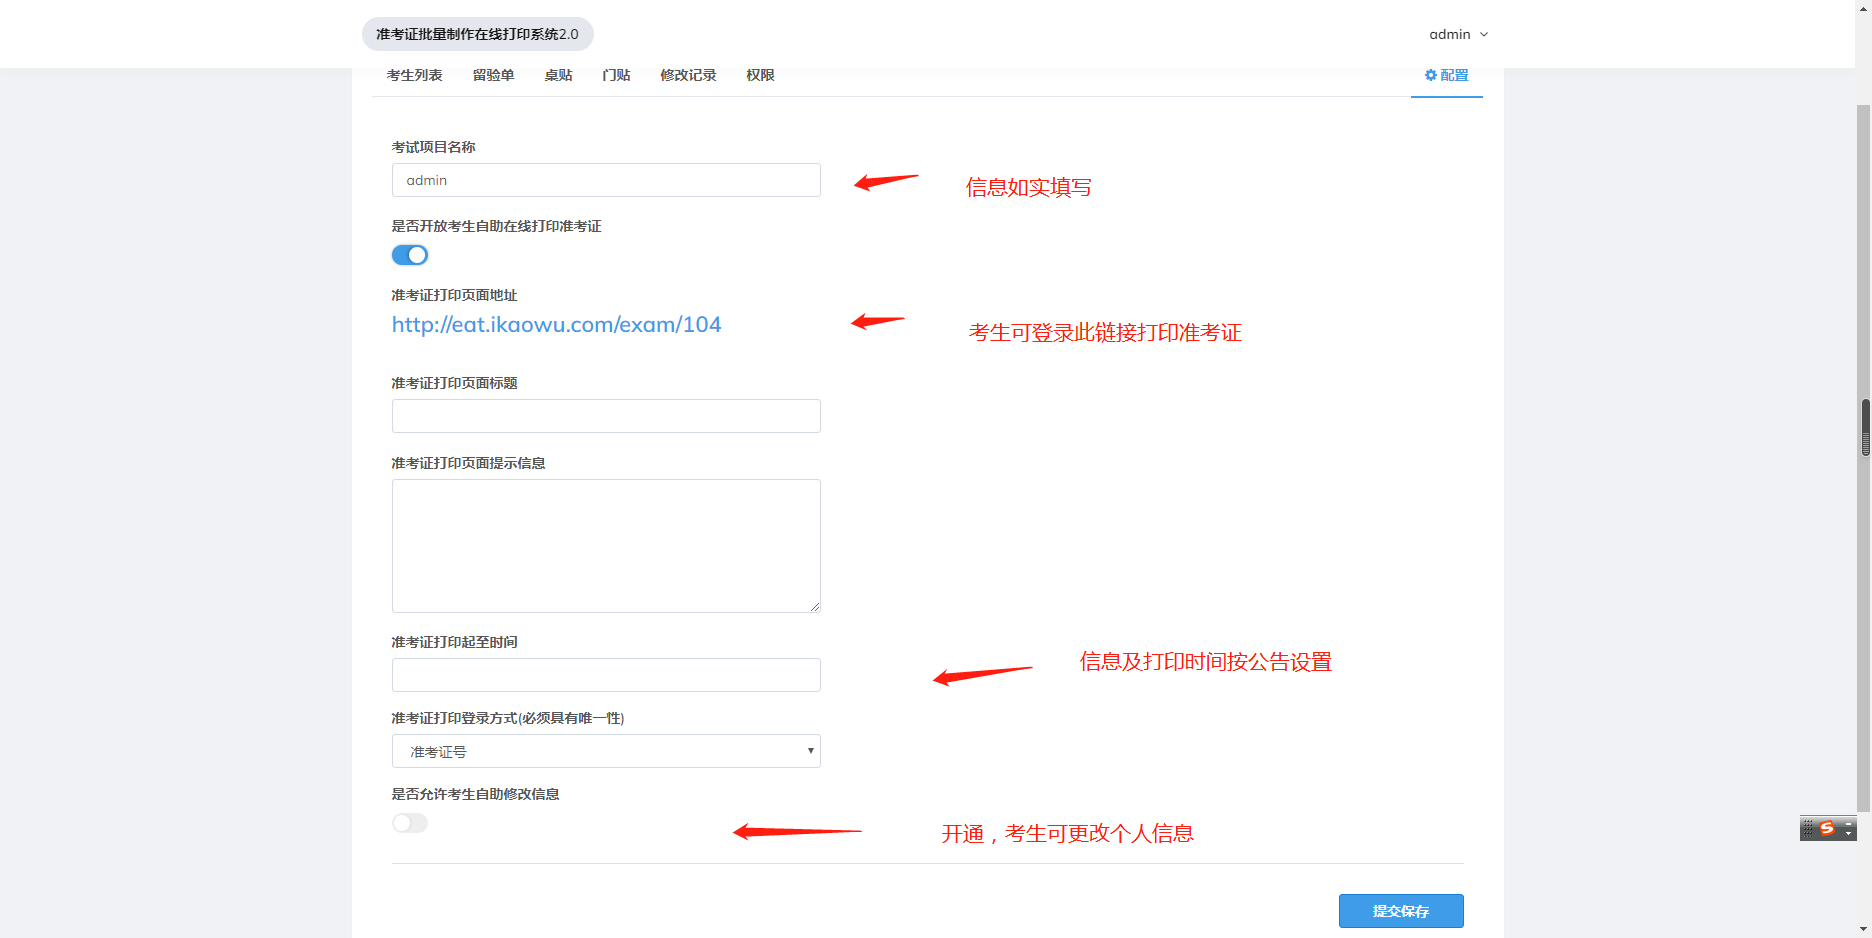 准考证批量制作在线打印系统2.0
admin
考生列表 留验单 桌贴 门贴 修改记录 权限 配置
考试项目名称
admin
信息如实填写
是否开放考生自助在线打印准考证
准考证打印页面地址
http://eat.ikaowu.com/exam/104
考生可登录此链接打印准考证
准考证打印页面标题
准考证打印页面提示信息
准考证打印起至时间
信息及打印时间按公告设置
准考证打印登录方式(必须具有唯一性)
准考证号
是否允许考生自助修改信息
开通，考生可更改个人信息
S
提交保存